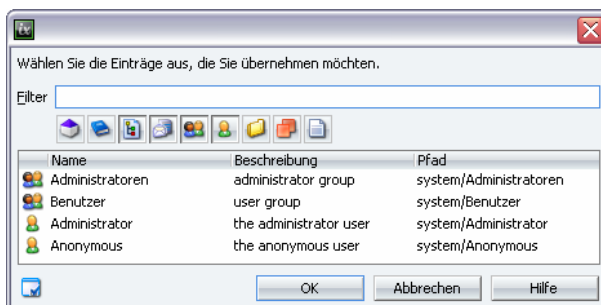 ix
Wählen Sie die Einträge aus, die Sie übernehmen möchten.
Filter
Name Beschreibung Pfad
Administratoren administrator group system/Administratoren
Benutzer user group system/Benutzer
Administrator the administrator user system/Administrator
Anonymous the anonymous user system/Anonymous
OK Abbrechen Hilfe